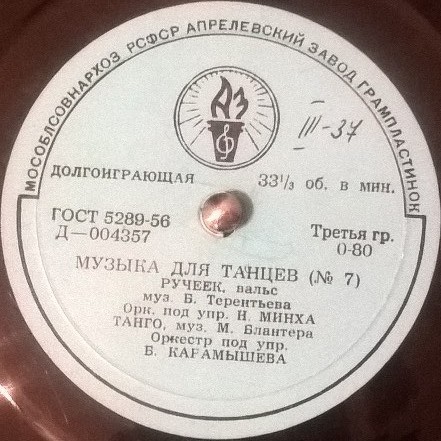 МОСОБЛСОВНАРХОЗ РСФСР АПРЕЛЕВСКИЙ ЗАВОД ГРАМПЛАСТИНОК
АЗ
III-37
ДОЛГОИГРАЮЩАЯ 33⅓ об. в мин.
ГОСТ 5289-56
Д—004357
Третья гр.
0-80
МУЗЫКА ДЛЯ ТАНЦЕВ (№ 7)
РУЧЕЕК, вальс
муз. Б. Терентьева
Орк. под упр. Н. МИНХА
ТАНГО, муз. М. Блантера
Оркестр под упр.
Б. КАРАМЫШЕВА